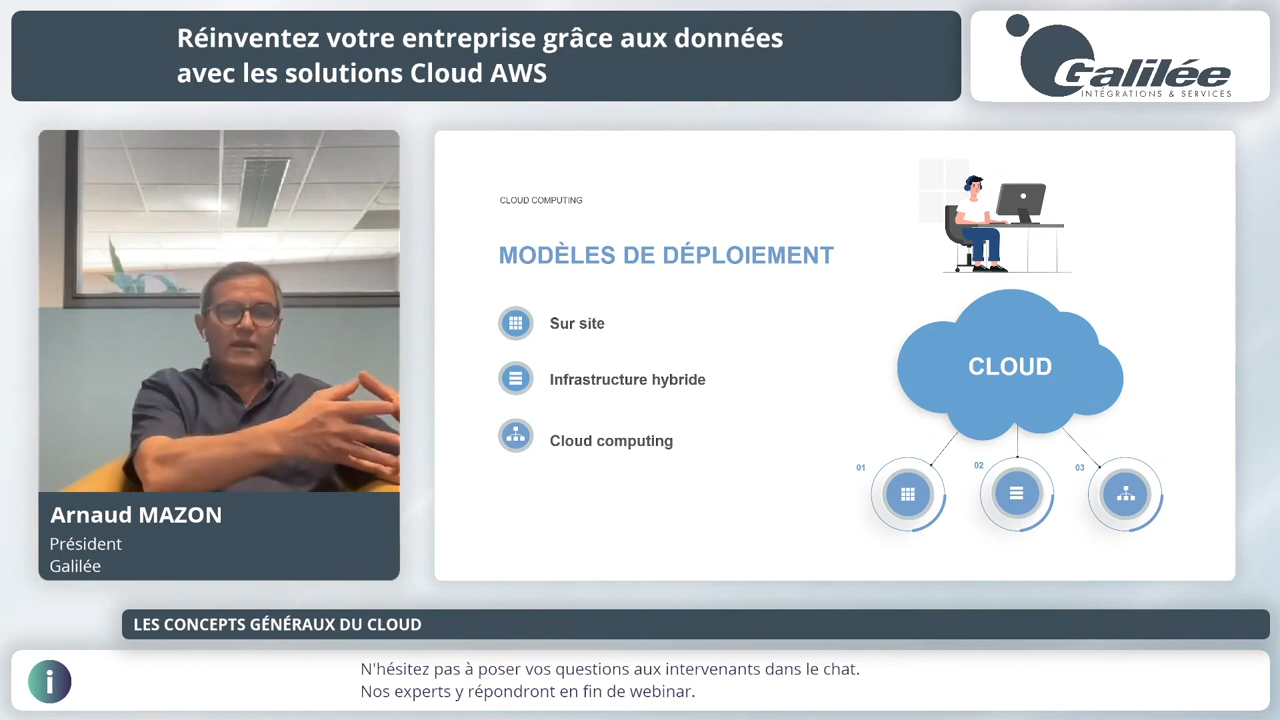 Réinventez votre entreprise grâce aux données
avec les solutions Cloud AWS
Galilée
INTÉGRATIONS & SERVICES
CLOUD COMPUTING
MODÈLES DE DÉPLOIEMENT
Sur site
Infrastructure hybride
Cloud computing
CLOUD
01
02
03
Arnaud MAZON
Président
Galilée
LES CONCEPTS GÉNÉRAUX DU CLOUD
i
N'hésitez pas à poser vos questions aux intervenants dans le chat.
Nos experts y répondront en fin de webinar.